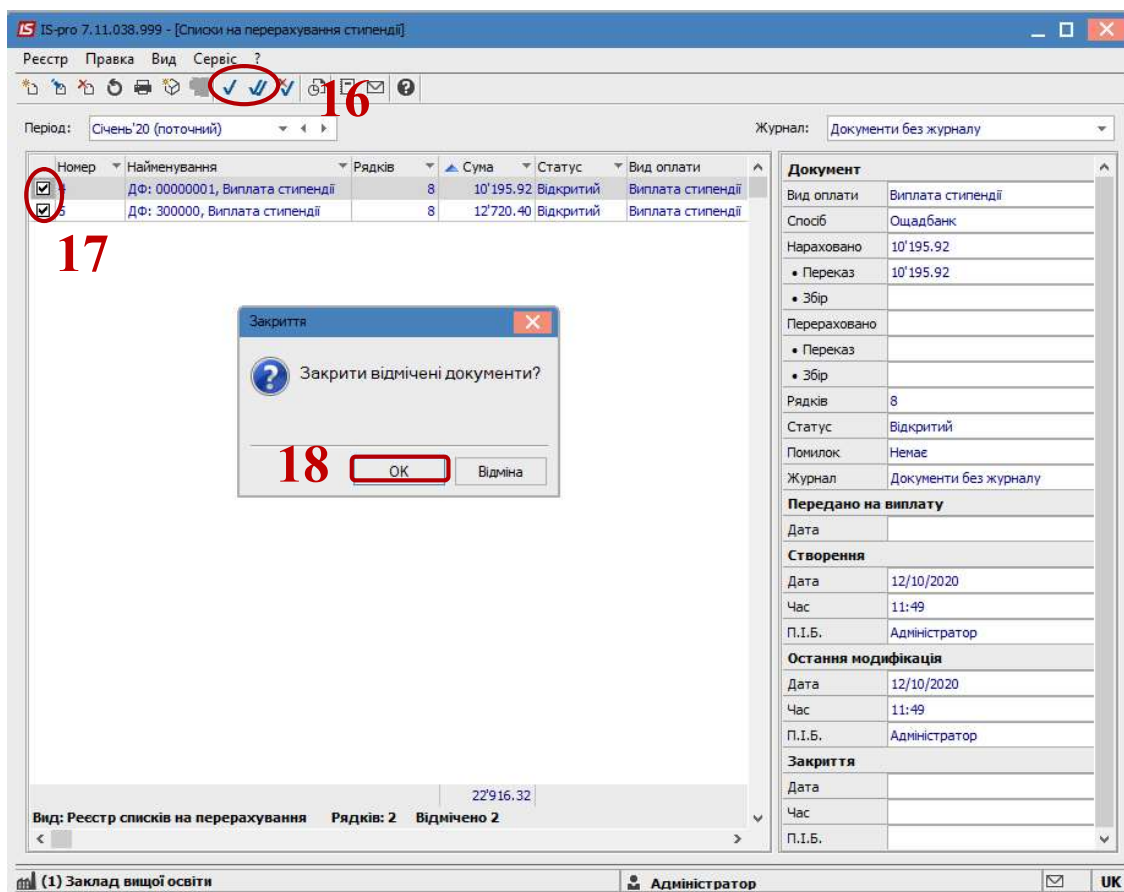 IS-pro 7.11.038.999 - [Списки на перерахування стипендії]
Реєстр Правка Вид Сервіс ?
16
Період: Січень'20 (поточний)
Журнал: Документи без журналу
Номер Найменування Рядків Сума Статус Вид оплати
4 ДФ: 00000001, Виплата стипендії 8 10'195.92 Відкритий Виплата стипендії
5 ДФ: 300000, Виплата стипендії 8 12'720.40 Відкритий Виплата стипендії
17
Закриття
Закрити відмічені документи?
18
OK Відміна
22'916.32
Вид: Реєстр списків на перерахування Рядків: 2 Відмічено 2
Документ
Вид оплати Виплата стипендії
Спосіб Ощадбанк
Нараховано 10'195.92
• Переказ 10'195.92
• Збір
Перераховано
• Переказ
• Збір
Рядків 8
Статус Відкритий
Помилок Немає
Журнал Документи без журналу
Передано на виплату
Дата
Створення
Дата 12/10/2020
Час 11:49
П.І.Б. Адміністратор
Остання модифікація
Дата 12/10/2020
Час 11:49
П.І.Б. Адміністратор
Закриття
Дата
Час
П.І.Б.
(1) Заклад вищої освіти
Адміністратор
UK